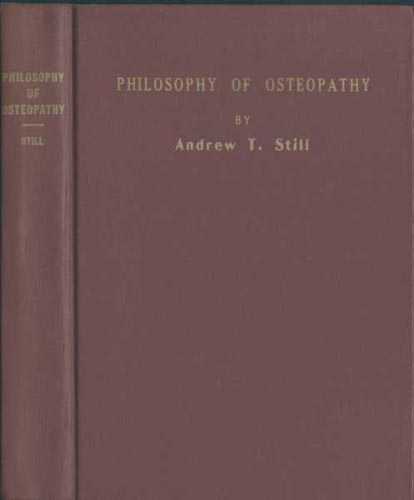 PHILOSOPHY
OF
OSTEOPATHY
STILL
PHILOSOPHY OF OSTEOPATHY
BY
Andrew T. Still